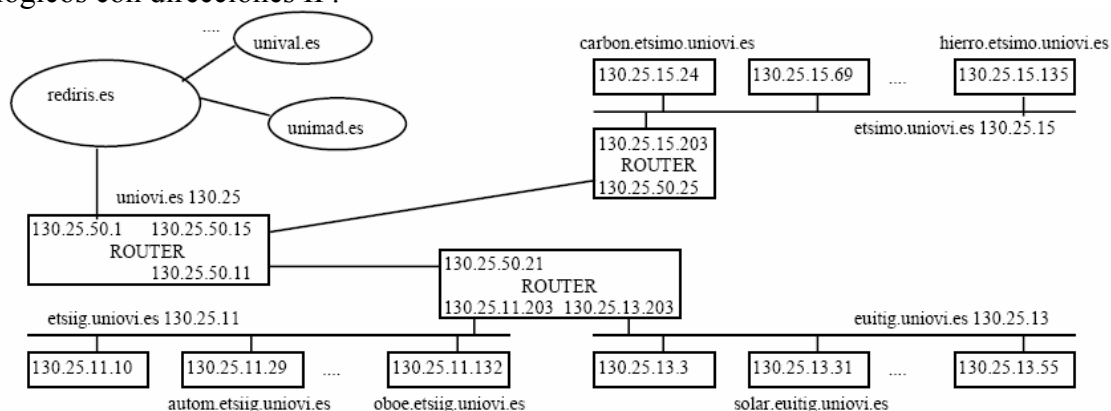 lógicos con direcciones IP.
....
unival.es
rediris.es
unimad.es
carbon.etsimo.uniovi.es
hierro.etsimo.uniovi.es
130.25.15.24
130.25.15.69
....
130.25.15.135
etsimo.uniovi.es 130.25.15
130.25.15.203
ROUTER
130.25.50.25
uniovi.es 130.25
130.25.50.1 130.25.50.15
ROUTER
130.25.50.11
130.25.50.21
ROUTER
130.25.11.203 130.25.13.203
etsiig.uniovi.es 130.25.11
euitig.uniovi.es 130.25.13
130.25.11.10
130.25.11.29
....
130.25.11.132
130.25.13.3
130.25.13.31
....
130.25.13.55
autom.etsiig.uniovi.es
oboe.etsiig.uniovi.es
solar.euitig.uniovi.es